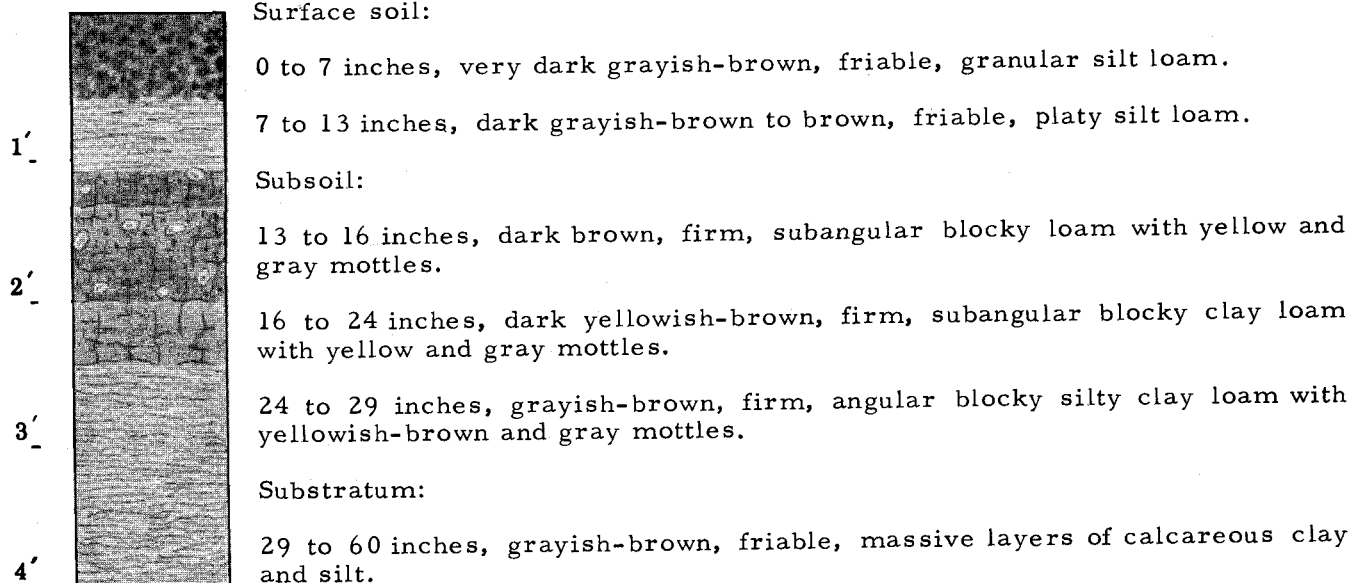 Surface soil:
0 to 7 inches, very dark grayish-brown, friable, granular silt loam.
7 to 13 inches, dark grayish-brown to brown, friable, platy silt loam.
1'
Subsoil:
13 to 16 inches, dark brown, firm, subangular blocky loam with yellow and
gray mottles.
2'
16 to 24 inches, dark yellowish-brown, firm, subangular blocky clay loam
with yellow and gray mottles.
24 to 29 inches, grayish-brown, firm, angular blocky silty clay loam with
yellowish-brown and gray mottles.
3'
Substratum:
29 to 60 inches, grayish-brown, friable, massive layers of calcareous clay
and silt.
4'